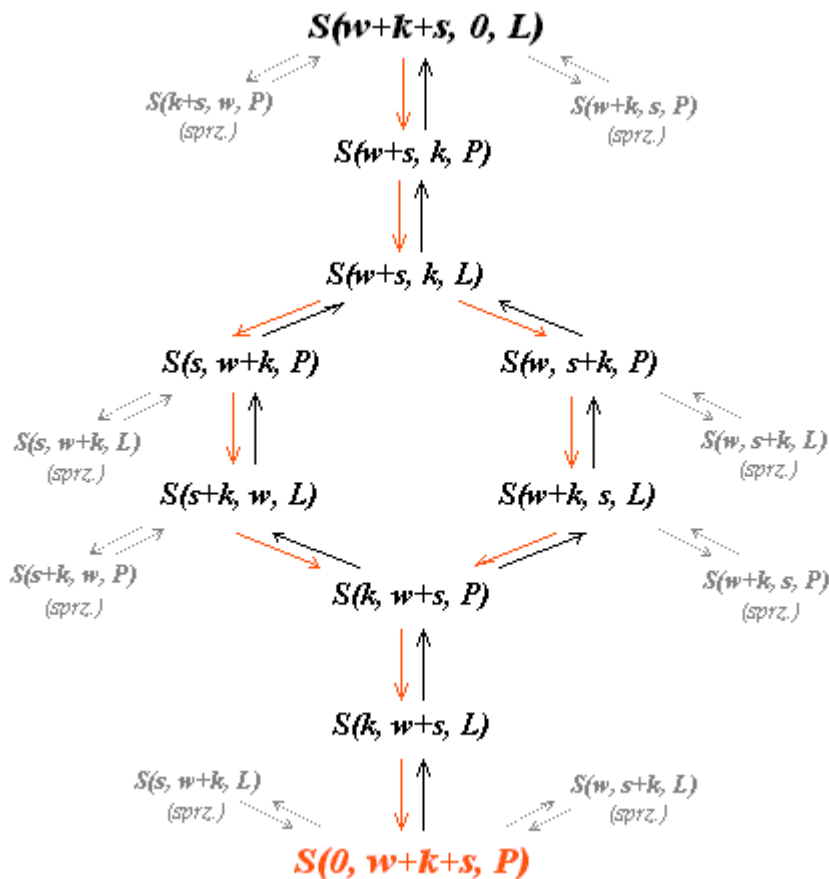 S(w+k+s, 0, L)
S(k+s, w, P)
(sprz.)
S(w+k, s, P)
(sprz.)
S(w+s, k, P)
S(w+s, k, L)
S(s, w+k, P)
S(w, s+k, P)
S(s, w+k, L)
(sprz.)
S(w, s+k, L)
(sprz.)
S(s+k, w, L)
S(w+k, s, L)
S(s+k, w, P)
(sprz.)
S(w+k, s, P)
(sprz.)
S(k, w+s, P)
S(k, w+s, L)
S(s, w+k, L)
(sprz.)
S(w, s+k, L)
(sprz.)
S(0, w+k+s, P)